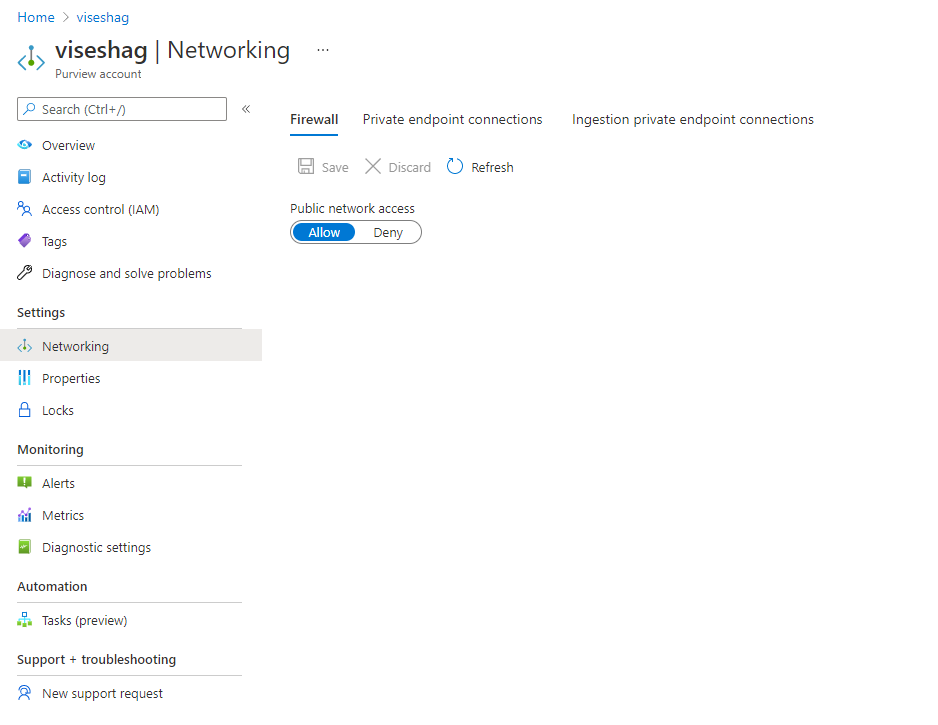 Home > viseshag
viseshag | Networking ...
Purview account
Search (Ctrl+/) «
Overview
Activity log
Access control (IAM)
Tags
Diagnose and solve problems
Settings
Networking
Properties
Locks
Monitoring
Alerts
Metrics
Diagnostic settings
Automation
Tasks (preview)
Support + troubleshooting
New support request
Firewall Private endpoint connections Ingestion private endpoint connections
Save Discard Refresh
Public network access
Allow Deny